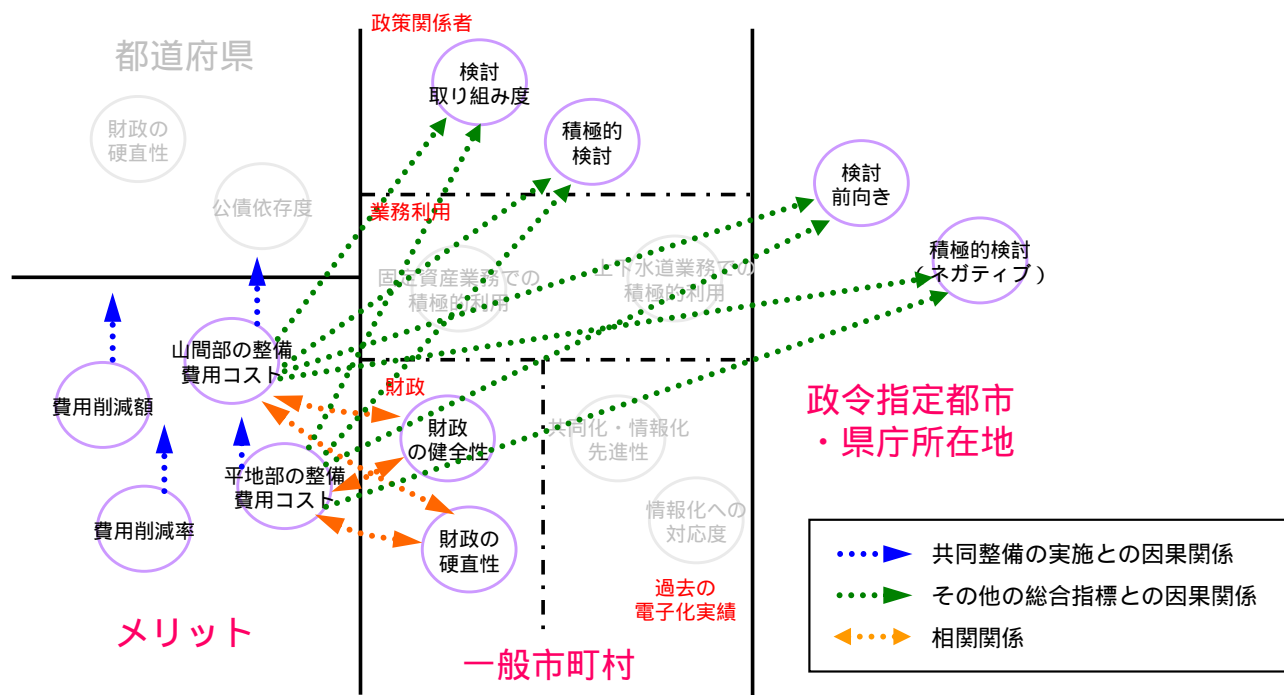 都道府県
財政の
硬直性
公債依存度
政策関係者
検討
取り組み度
積極的
検討
業務利用
固定資産業務での
積極的利用
上下水道業務での
積極的利用
検討
前向き
積極的検討
（ネガティブ）
山間部の整備
費用コスト
費用削減額
平地部の整備
費用コスト
費用削減率
メリット
財政
財政
の健全性
財政の
硬直性
共同化・情報化
先進性
情報化への
対応度
過去の
電子化実績
一般市町村
政令指定都市
・県庁所在地
共同整備の実施との因果関係
その他の総合指標との因果関係
相関関係